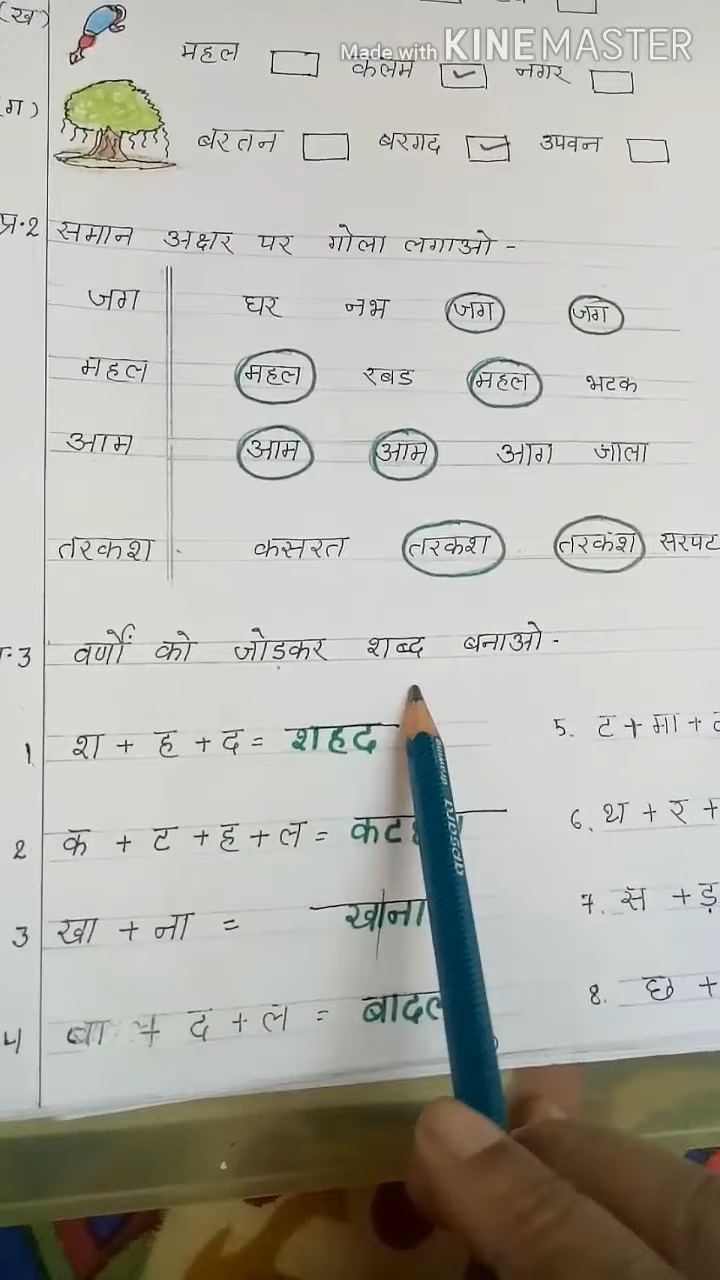 (ख)
महल कलम नगर
Made with KINEMASTER
(ग)
बरतन बरगद उपवन
प्र.2 समान अक्षर पर गोला लगाओ -
जग घर नभ जग जग
महल महल रबड महल भटक
आम आम आम आग जाला
तरकश कसरत तरकश तरकश सरपट
3 वर्णों को जोड़कर शब्द बनाओ -
1 श + ह + द = शहद 5. ट + मा +
2 क + ट + ह + ल = 6. थ + र +
3 खा + ना = खाना 7. स + ड़
4 बा + द + ल = बादल 8. छ +
apsara drawing